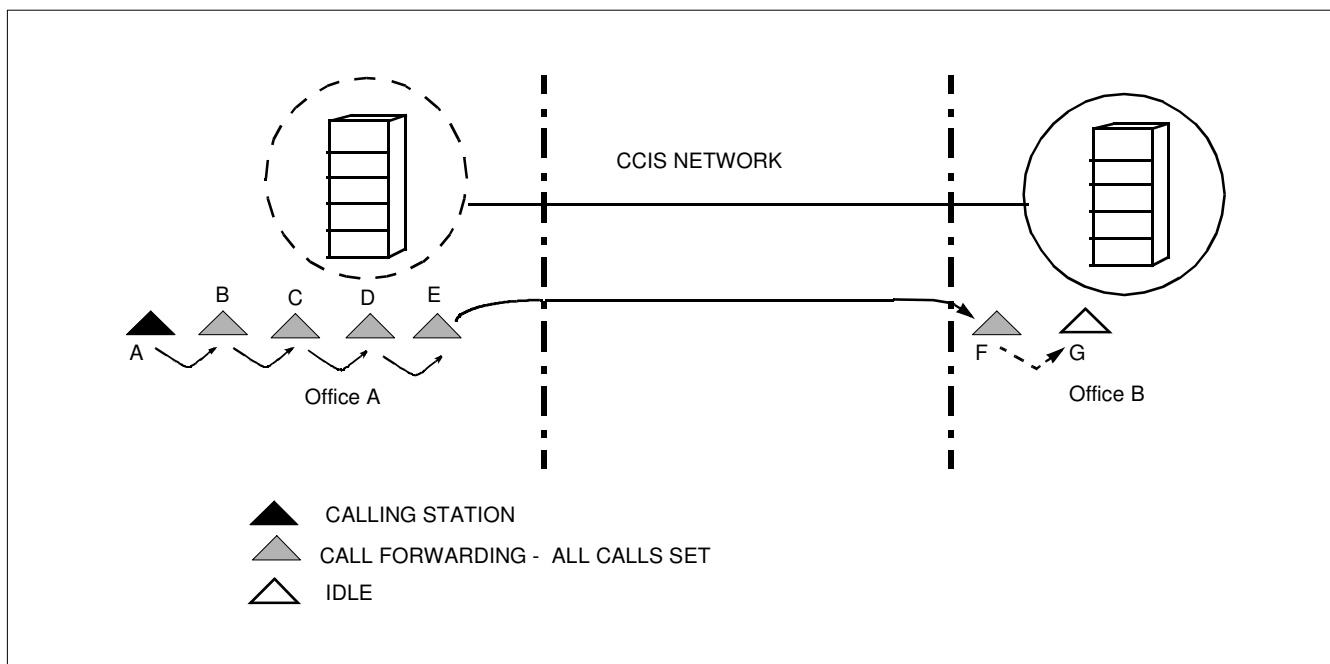 CCIS NETWORK
B C D E
A F G
Office A Office B
CALLING STATION
CALL FORWARDING - ALL CALLS SET
IDLE